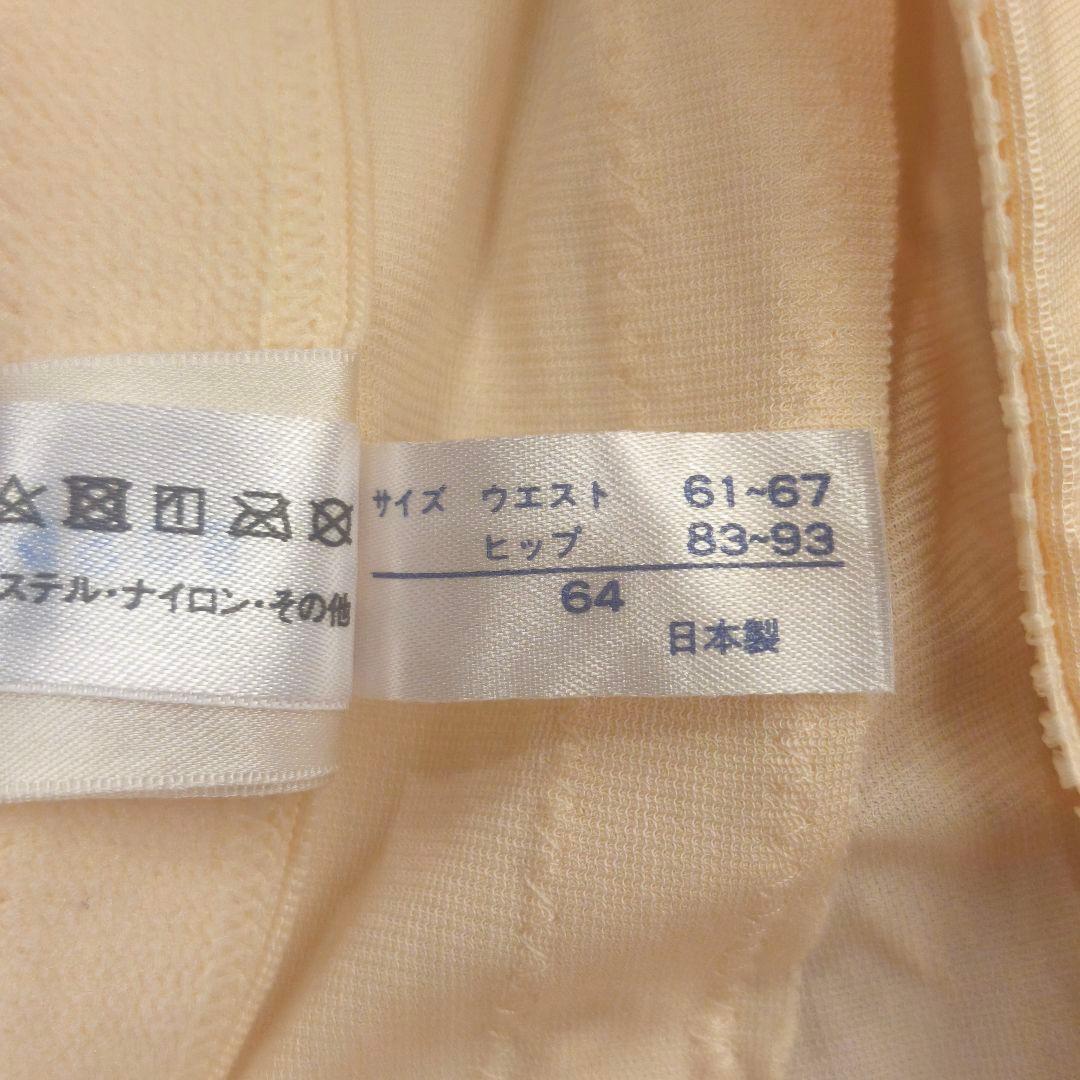 ステル・ナイロン・その他
サイズ ウエスト 61~67
ヒップ 83~93
64
日本製